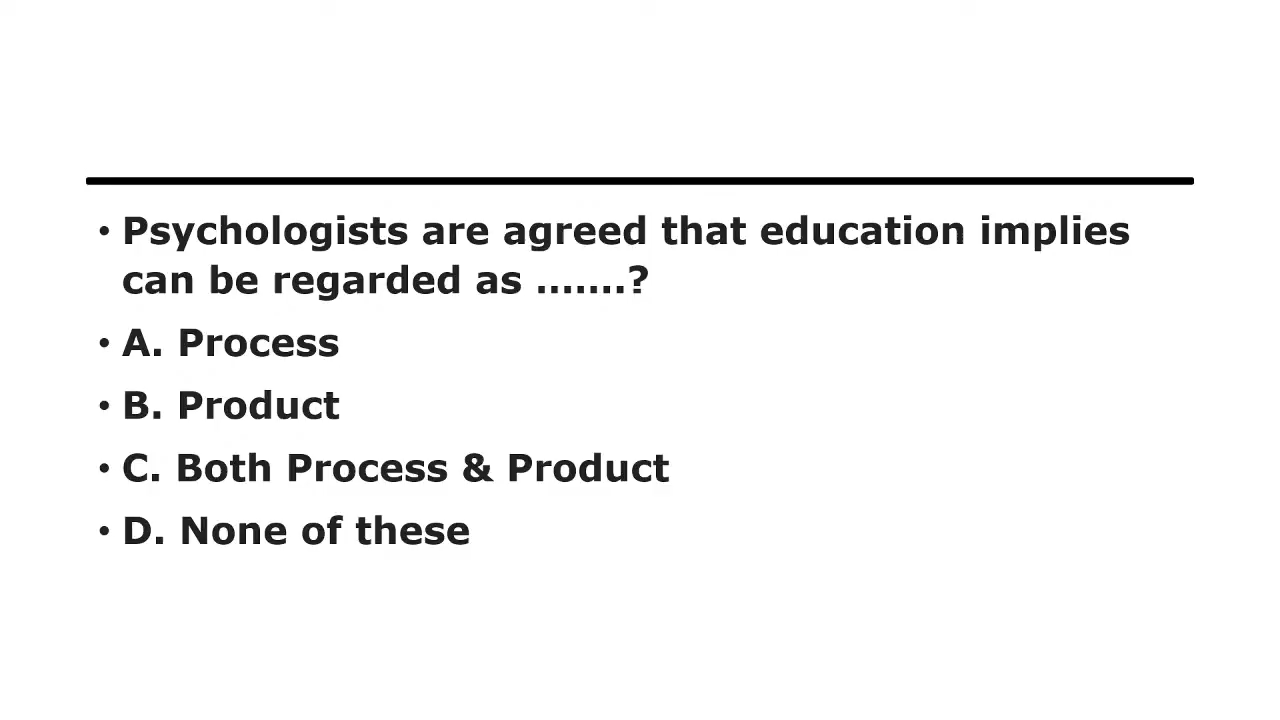 • Psychologists are agreed that education implies
can be regarded as .......?
• A. Process
• B. Product
• C. Both Process & Product
• D. None of these